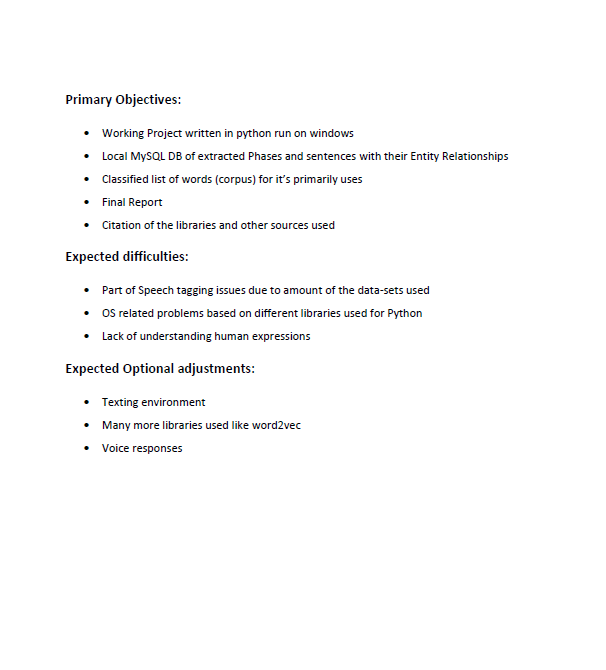 Primary Objectives:
• Working Project written in python run on windows
• Local MySQL DB of extracted Phases and sentences with their Entity Relationships
• Classified list of words (corpus) for it's primarily uses
• Final Report
• Citation of the libraries and other sources used
Expected difficulties:
• Part of Speech tagging issues due to amount of the data-sets used
• OS related problems based on different libraries used for Python
• Lack of understanding human expressions
Expected Optional adjustments:
• Texting environment
• Many more libraries used like word2vec
• Voice responses